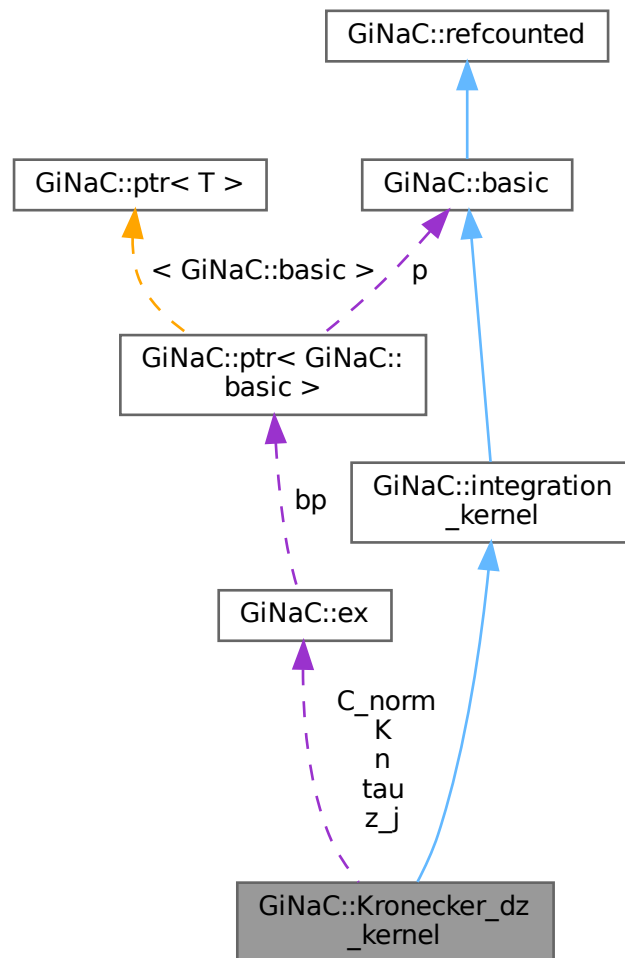 GiNaC::refcounted
GiNaC::ptr< T >
GiNaC::basic
< GiNaC::basic >
p
GiNaC::ptr< GiNaC::
basic >
bp
GiNaC::integration
_kernel
GiNaC::ex
C_norm
K
n
tau
z_j
GiNaC::Kronecker_dz
_kernel